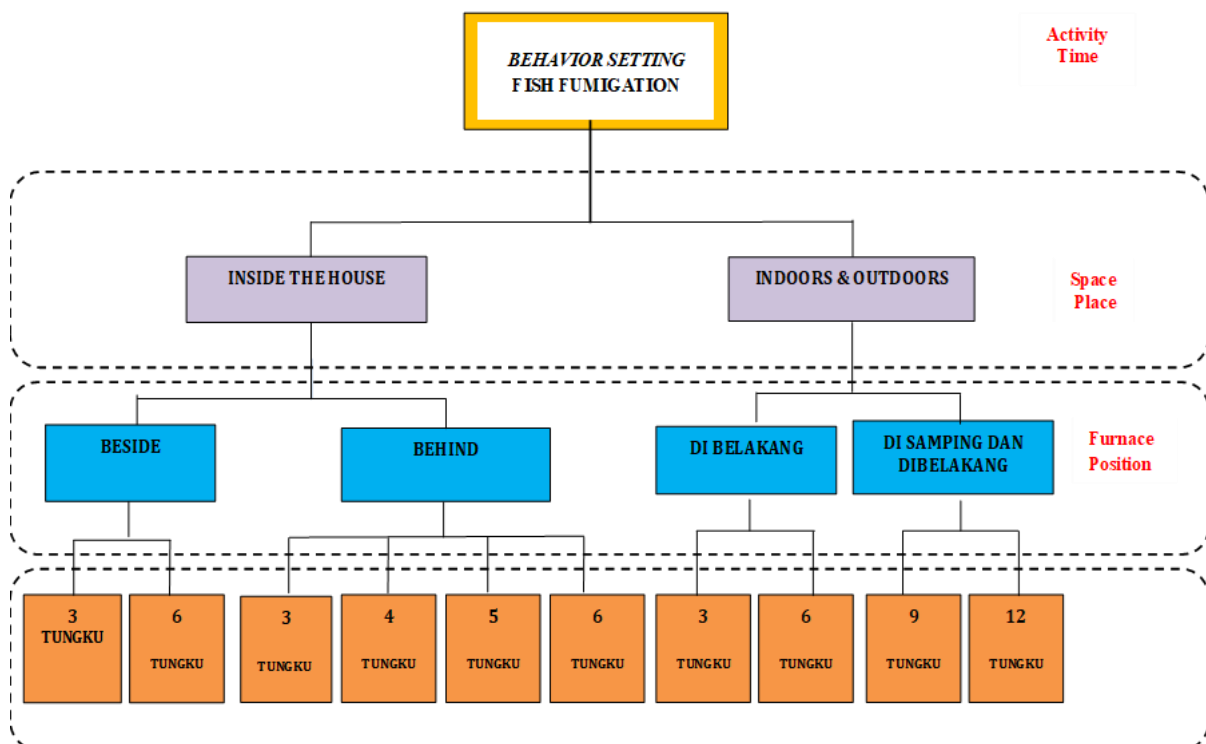 BEHAVIOR SETTING
FISH FUMIGATION
Activity
Time
INSIDE THE HOUSE
INDOORS & OUTDOORS
Space
Place
BESIDE
BEHIND
DI BELAKANG
DI SAMPING DAN
DIBELAKANG
Furnace
Position
3
TUNGKU
6
TUNGKU
3
TUNGKU
4
TUNGKU
5
TUNGKU
6
TUNGKU
3
TUNGKU
6
TUNGKU
9
TUNGKU
12
TUNGKU